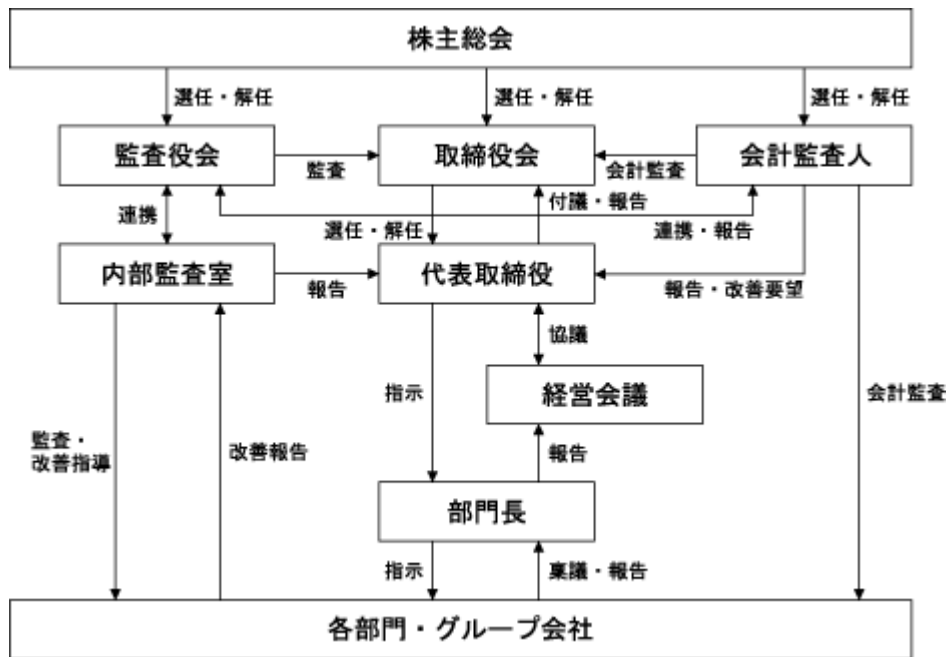 株主総会
選任・解任
選任・解任
選任・解任
監査役会
取締役会
会計監査人
監査
会計監査
連携
付議・報告
選任・解任
連携・報告
内部監査室
代表取締役
報告
報告・改善要望
協議
指示
経営会議
会計監査
監査・
改善指導
改善報告
報告
部門長
指示
稟議・報告
各部門・グループ会社